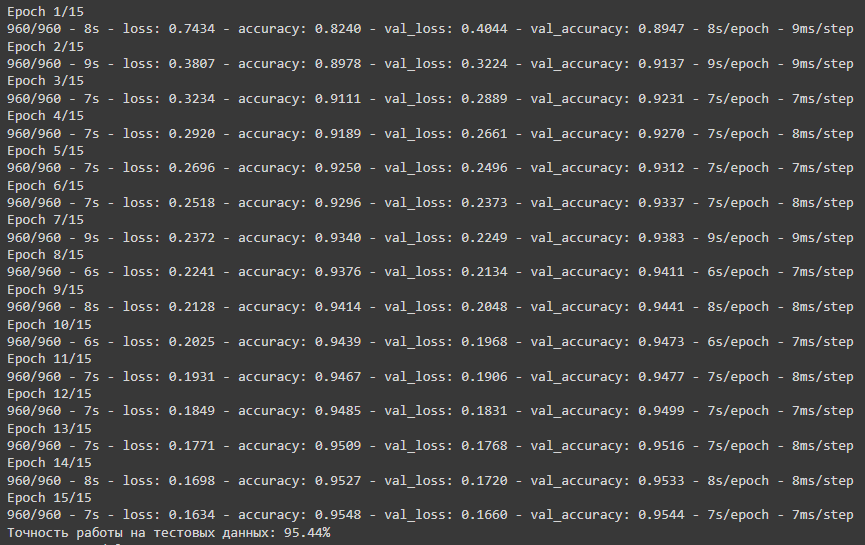 Epoch 1/15
960/960 - 8s - loss: 0.7434 - accuracy: 0.8240 - val_loss: 0.4044 - val_accuracy: 0.8947 - 8s/epoch - 9ms/step
Epoch 2/15
960/960 - 9s - loss: 0.3807 - accuracy: 0.8978 - val_loss: 0.3224 - val_accuracy: 0.9137 - 9s/epoch - 9ms/step
Epoch 3/15
960/960 - 7s - loss: 0.3234 - accuracy: 0.9111 - val_loss: 0.2889 - val_accuracy: 0.9231 - 7s/epoch - 7ms/step
Epoch 4/15
960/960 - 7s - loss: 0.2920 - accuracy: 0.9189 - val_loss: 0.2661 - val_accuracy: 0.9270 - 7s/epoch - 8ms/step
Epoch 5/15
960/960 - 7s - loss: 0.2696 - accuracy: 0.9250 - val_loss: 0.2496 - val_accuracy: 0.9312 - 7s/epoch - 7ms/step
Epoch 6/15
960/960 - 7s - loss: 0.2518 - accuracy: 0.9296 - val_loss: 0.2373 - val_accuracy: 0.9337 - 7s/epoch - 8ms/step
Epoch 7/15
960/960 - 9s - loss: 0.2372 - accuracy: 0.9340 - val_loss: 0.2249 - val_accuracy: 0.9383 - 9s/epoch - 9ms/step
Epoch 8/15
960/960 - 6s - loss: 0.2241 - accuracy: 0.9376 - val_loss: 0.2134 - val_accuracy: 0.9411 - 6s/epoch - 7ms/step
Epoch 9/15
960/960 - 8s - loss: 0.2128 - accuracy: 0.9414 - val_loss: 0.2048 - val_accuracy: 0.9441 - 8s/epoch - 8ms/step
Epoch 10/15
960/960 - 6s - loss: 0.2025 - accuracy: 0.9439 - val_loss: 0.1968 - val_accuracy: 0.9473 - 6s/epoch - 7ms/step
Epoch 11/15
960/960 - 7s - loss: 0.1931 - accuracy: 0.9467 - val_loss: 0.1906 - val_accuracy: 0.9477 - 7s/epoch - 8ms/step
Epoch 12/15
960/960 - 7s - loss: 0.1849 - accuracy: 0.9485 - val_loss: 0.1831 - val_accuracy: 0.9499 - 7s/epoch - 7ms/step
Epoch 13/15
960/960 - 7s - loss: 0.1771 - accuracy: 0.9509 - val_loss: 0.1768 - val_accuracy: 0.9516 - 7s/epoch - 8ms/step
Epoch 14/15
960/960 - 8s - loss: 0.1698 - accuracy: 0.9527 - val_loss: 0.1720 - val_accuracy: 0.9533 - 8s/epoch - 8ms/step
Epoch 15/15
960/960 - 7s - loss: 0.1634 - accuracy: 0.9548 - val_loss: 0.1660 - val_accuracy: 0.9544 - 7s/epoch - 7ms/step
Точность работы на тестовых данных: 95.44%